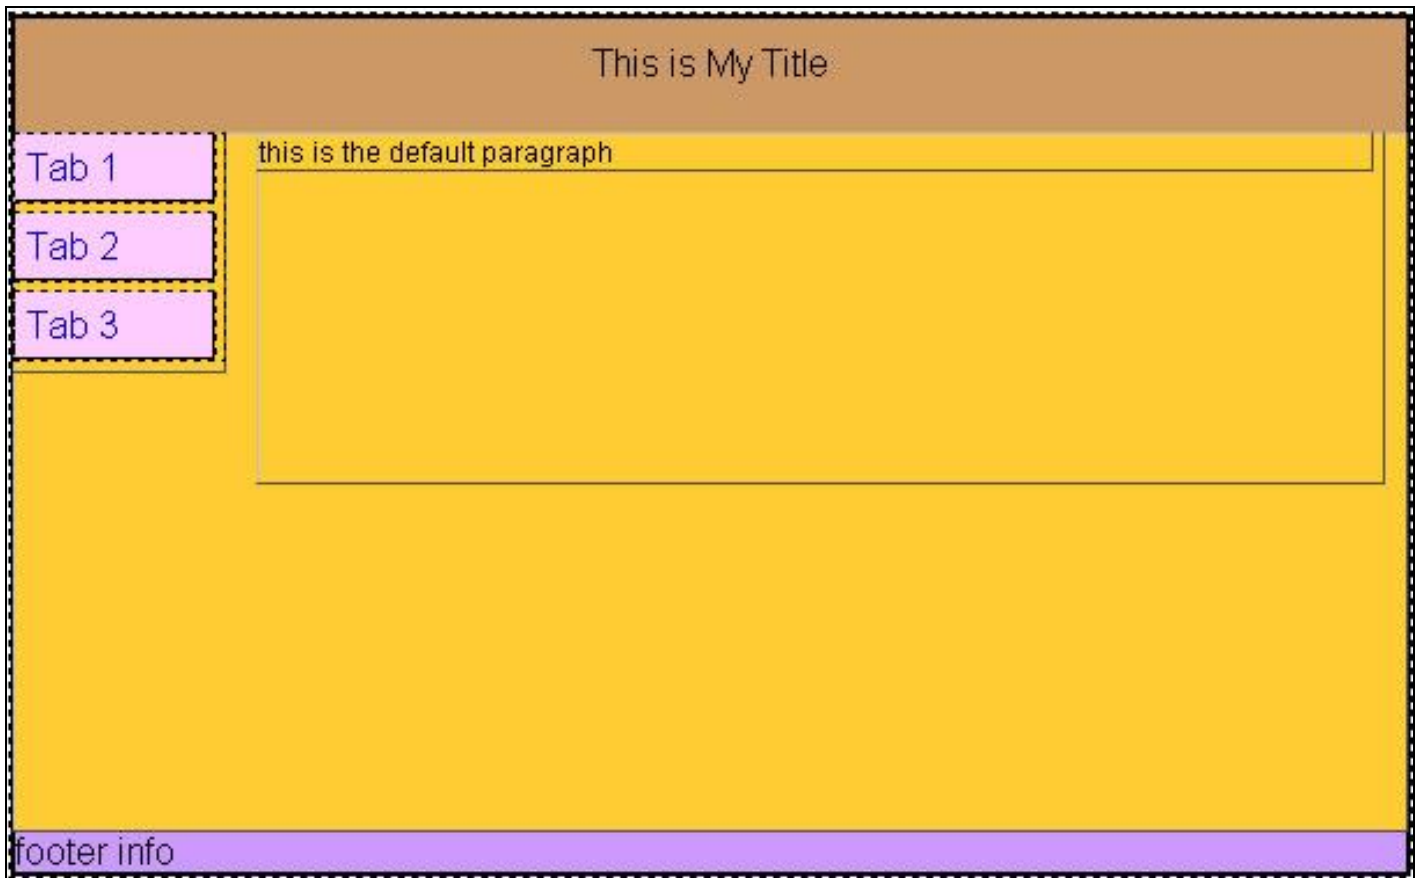 This is My Title
Tab 1
this is the default paragraph
Tab 2
Tab 3
footer info